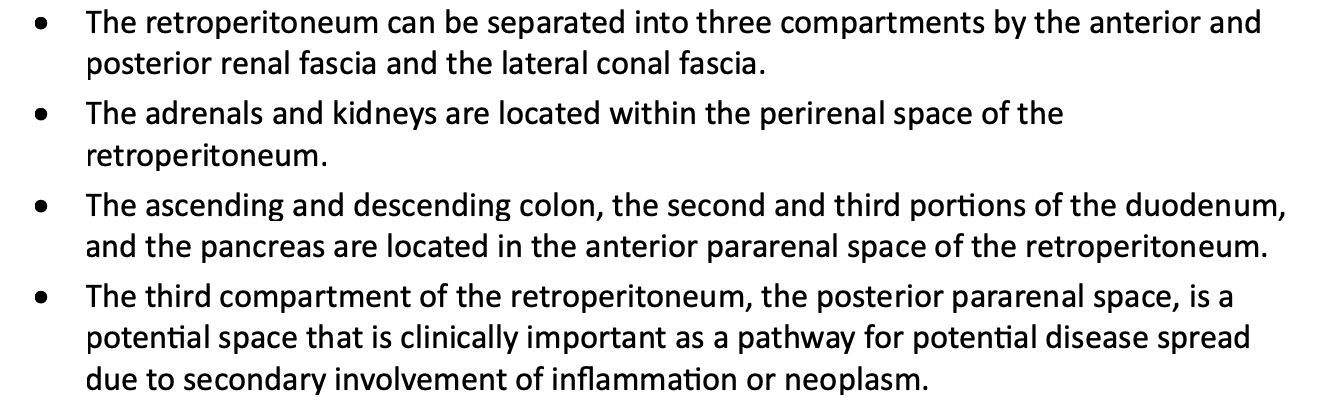 • The retroperitoneum can be separated into three compartments by the anterior and
posterior renal fascia and the lateral conal fascia.
• The adrenals and kidneys are located within the perirenal space of the
retroperitoneum.
• The ascending and descending colon, the second and third portions of the duodenum,
and the pancreas are located in the anterior pararenal space of the retroperitoneum.
• The third compartment of the retroperitoneum, the posterior pararenal space, is a
potential space that is clinically important as a pathway for potential disease spread
due to secondary involvement of inflammation or neoplasm.